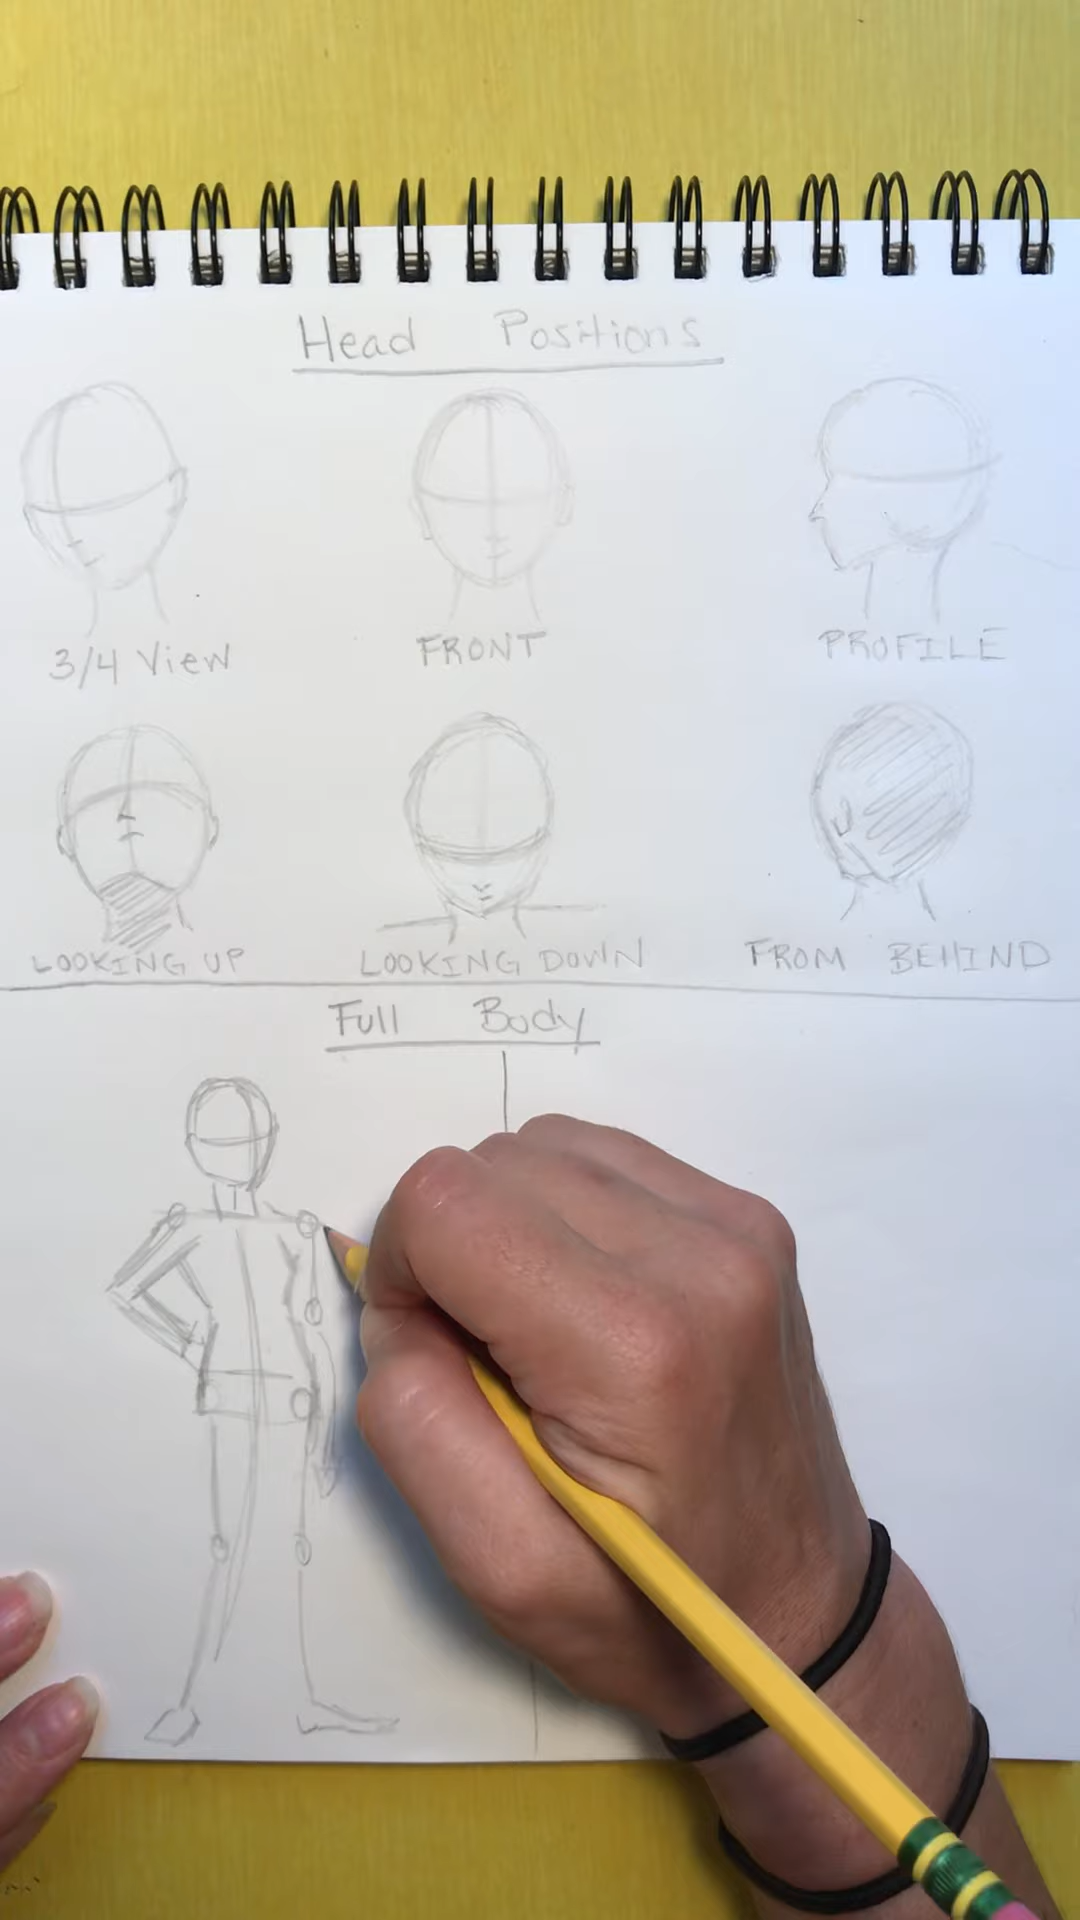 Head Positions
3/4 View
FRONT
PROFILE
LOOKING UP
LOOKING DOWN
FROM BEHIND
Full Body